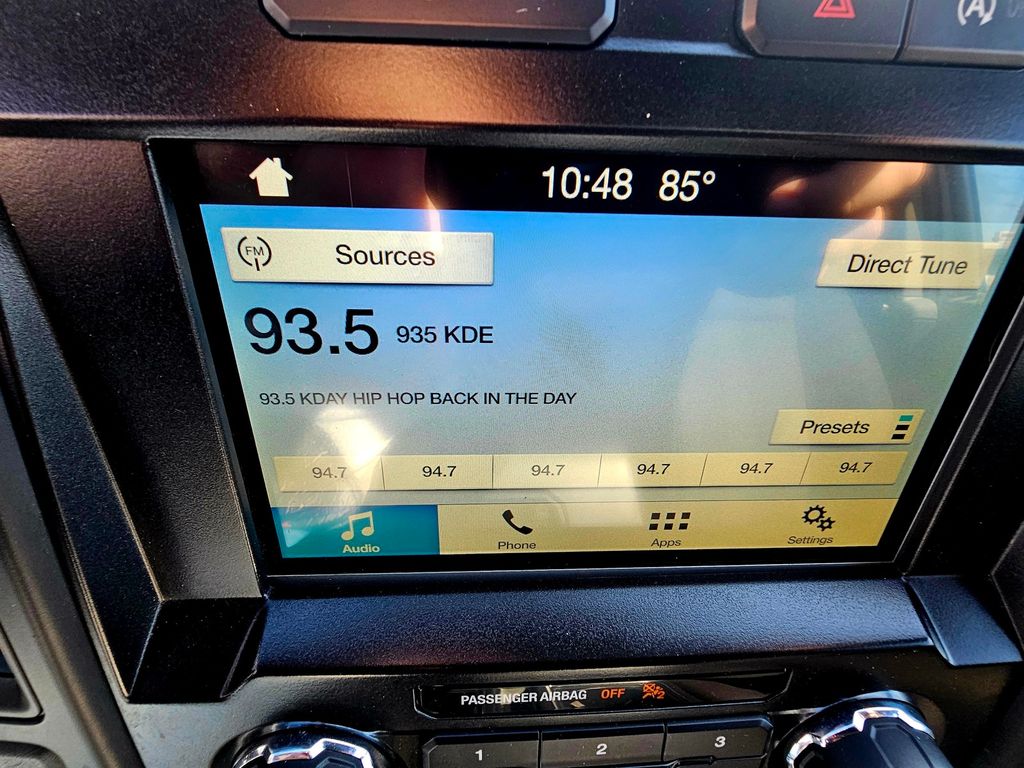 A
10:48 85°
FM Sources
Direct Tune
93.5 935 KDE
93.5 KDAY HIP HOP BACK IN THE DAY
Presets
94.7 94.7 94.7 94.7 94.7 94.7
Audio Phone Apps Settings
PASSENGER AIRBAG OFF
1 2 3